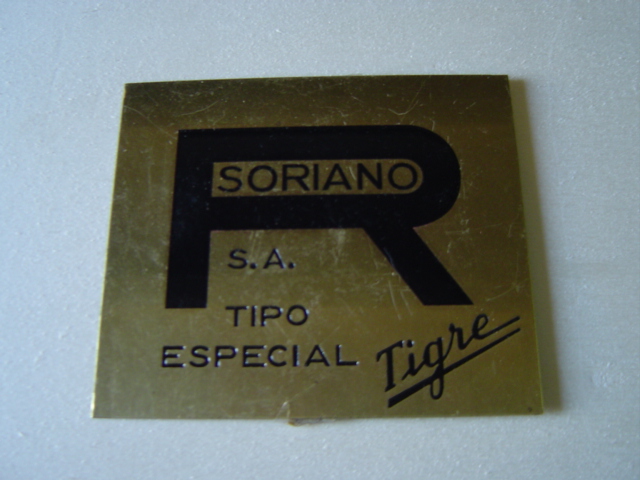 R
SORIANO
S.A.
TIPO
ESPECIAL
Tigre